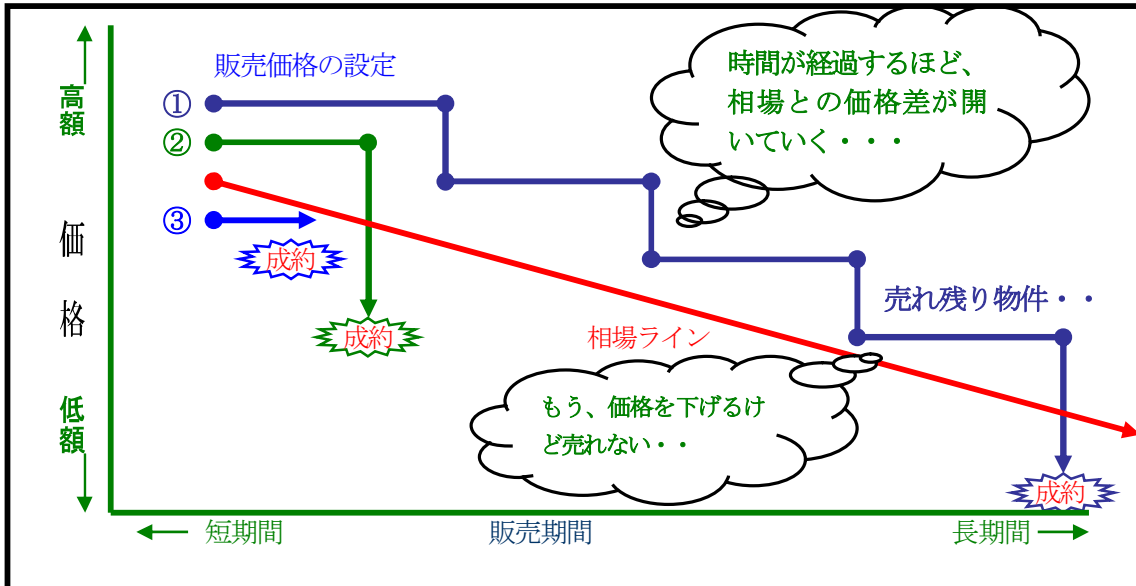 高額
価
格
低額
販売価格の設定
①
②
③
成約
成約
時間が経過するほど、
相場との価格差が開
いていく・・・
売れ残り物件・・
相場ライン
もう、価格を下げるけ
ど売れない・・
成約
短期間
販売期間
長期間